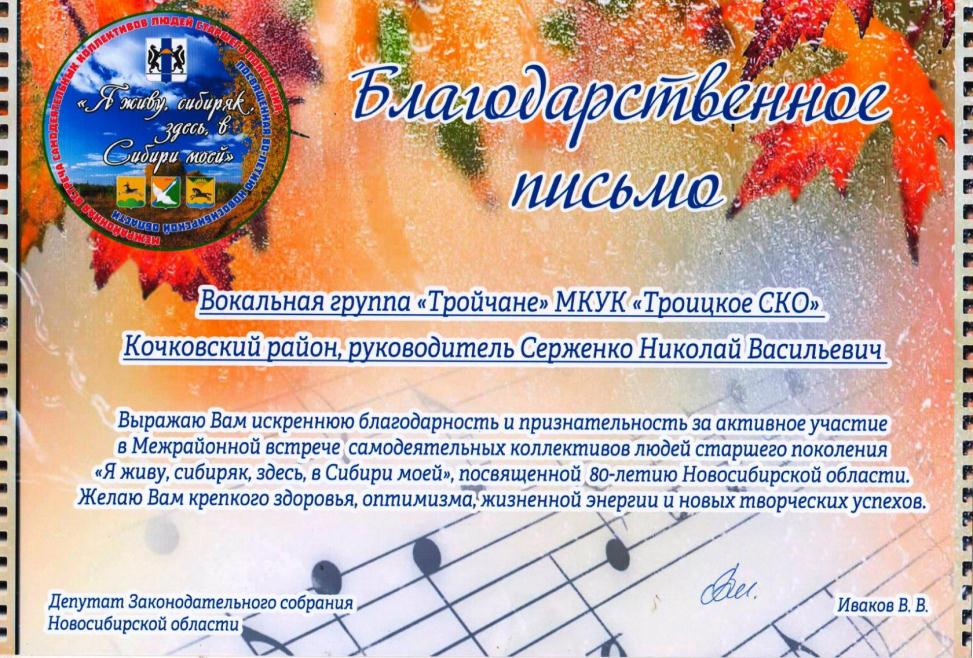 МЕЖРАЙОННАЯ ВСТРЕЧА САМОДЕЯТЕЛЬНЫХ КОЛЛЕКТИВОВ ЛЮДЕЙ СТАРШЕГО ПОКОЛЕНИЯ
ПОСВЯЩЕННАЯ 80-ЛЕТИЮ НОВОСИБИРСКОЙ ОБЛАСТИ
«Я живу, сибиряк,
здесь, в
Сибири моей»
Благодарственное
письмо
Вокальная группа «Тройчане» МКУК «Троицкое СКО»
Кочковский район, руководитель Серженко Николай Васильевич
Выражаю Вам искреннюю благодарность и признательность за активное участие
в Межрайонной встрече самодеятельных коллективов людей старшего поколения
«Я живу, сибиряк, здесь, в Сибири моей», посвященной 80-летию Новосибирской области.
Желаю Вам крепкого здоровья, оптимизма, жизненной энергии и новых творческих успехов.
Депутат Законодательного собрания
Новосибирской области
Иваков В. В.